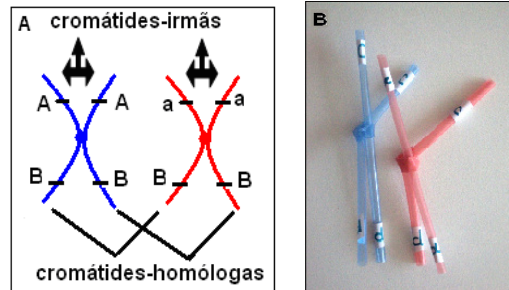 A
cromátides-irmãs
A A a a
B B B B
cromátides-homólogas
B